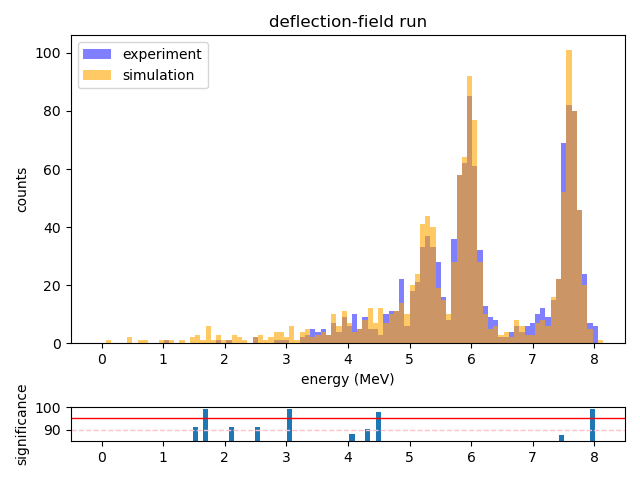 deflection-field run
experiment
simulation
counts
100
80
60
40
20
0
0 1 2 3 4 5 6 7 8
energy (MeV)
significance
100
90
0 1 2 3 4 5 6 7 8